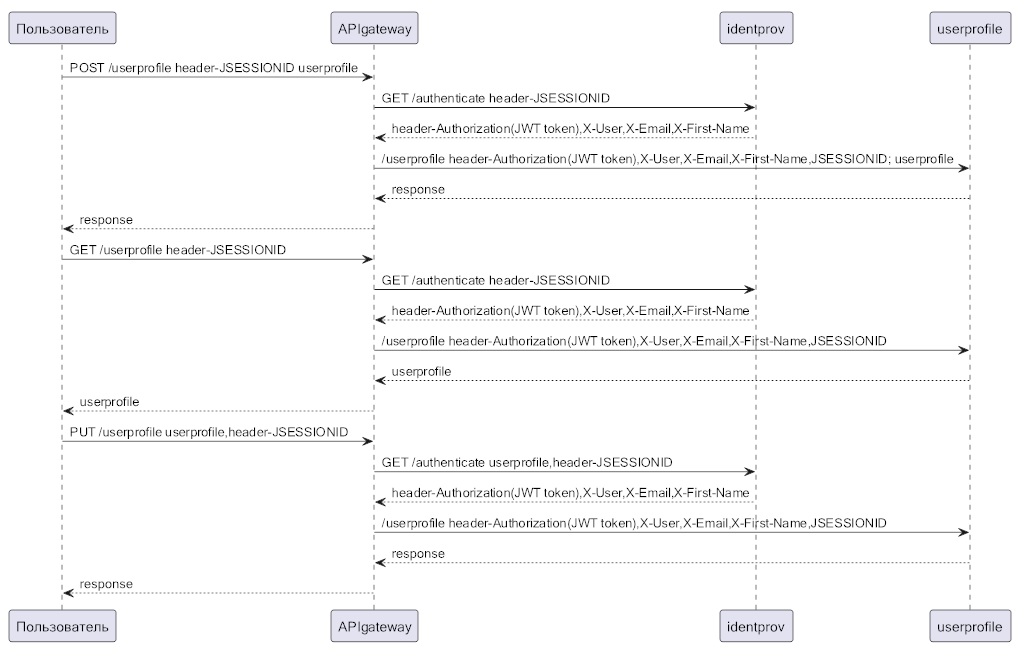 Пользователь APIgateway identprov userprofile
POST /userprofile header-JSESSIONID userprofile
GET /authenticate header-JSESSIONID
header-Authorization(JWT token),X-User,X-Email,X-First-Name
/userprofile header-Authorization(JWT token),X-User,X-Email,X-First-Name,JSESSIONID; userprofile
response
response
GET /userprofile header-JSESSIONID
GET /authenticate header-JSESSIONID
header-Authorization(JWT token),X-User,X-Email,X-First-Name
/userprofile header-Authorization(JWT token),X-User,X-Email,X-First-Name,JSESSIONID
userprofile
userprofile
PUT /userprofile userprofile,header-JSESSIONID
GET /authenticate userprofile,header-JSESSIONID
header-Authorization(JWT token),X-User,X-Email,X-First-Name
/userprofile header-Authorization(JWT token),X-User,X-Email,X-First-Name,JSESSIONID
response
response
Пользователь APIgateway identprov userprofile